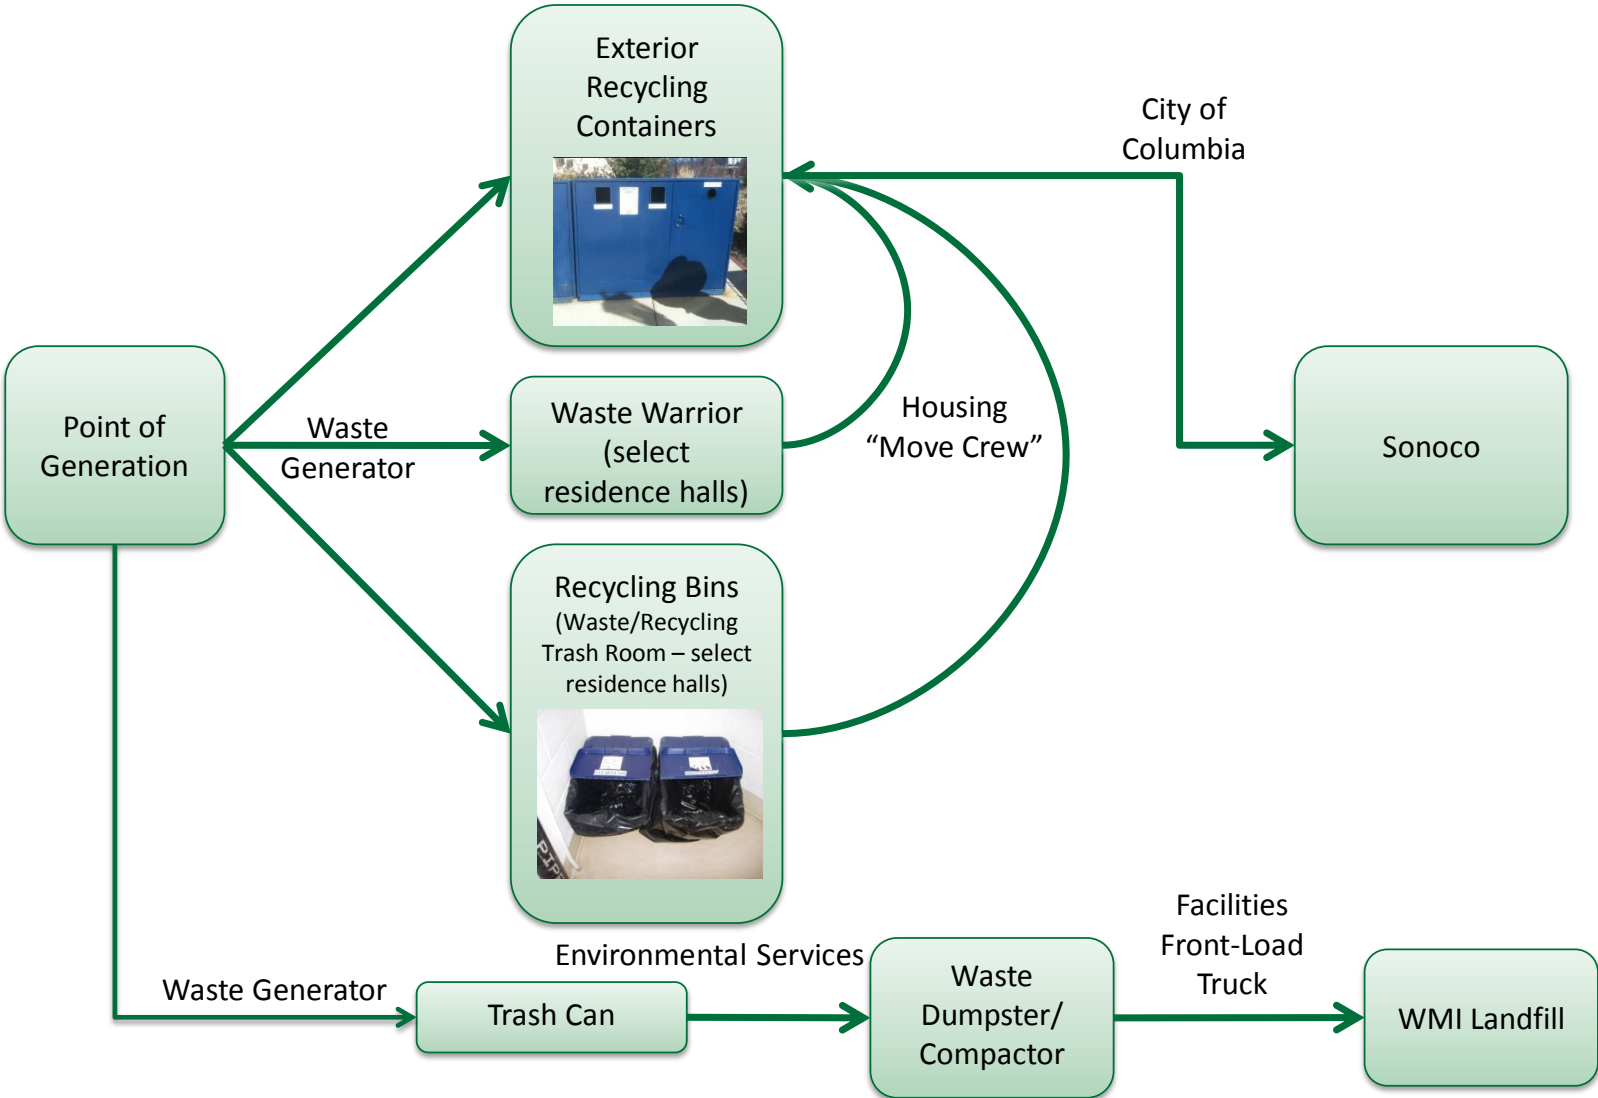 Exterior
Recycling
Containers
City of
Columbia
Point of
Generation
Waste
Generator
Waste Warrior
(select
residence halls)
Housing
“Move Crew”
Sonoco
Recycling Bins
(Waste/Recycling
Trash Room – select
residence halls)
PIP
Environmental Services
Waste Generator
Trash Can
Waste
Dumpster/
Compactor
Facilities
Front-Load
Truck
WMI Landfill